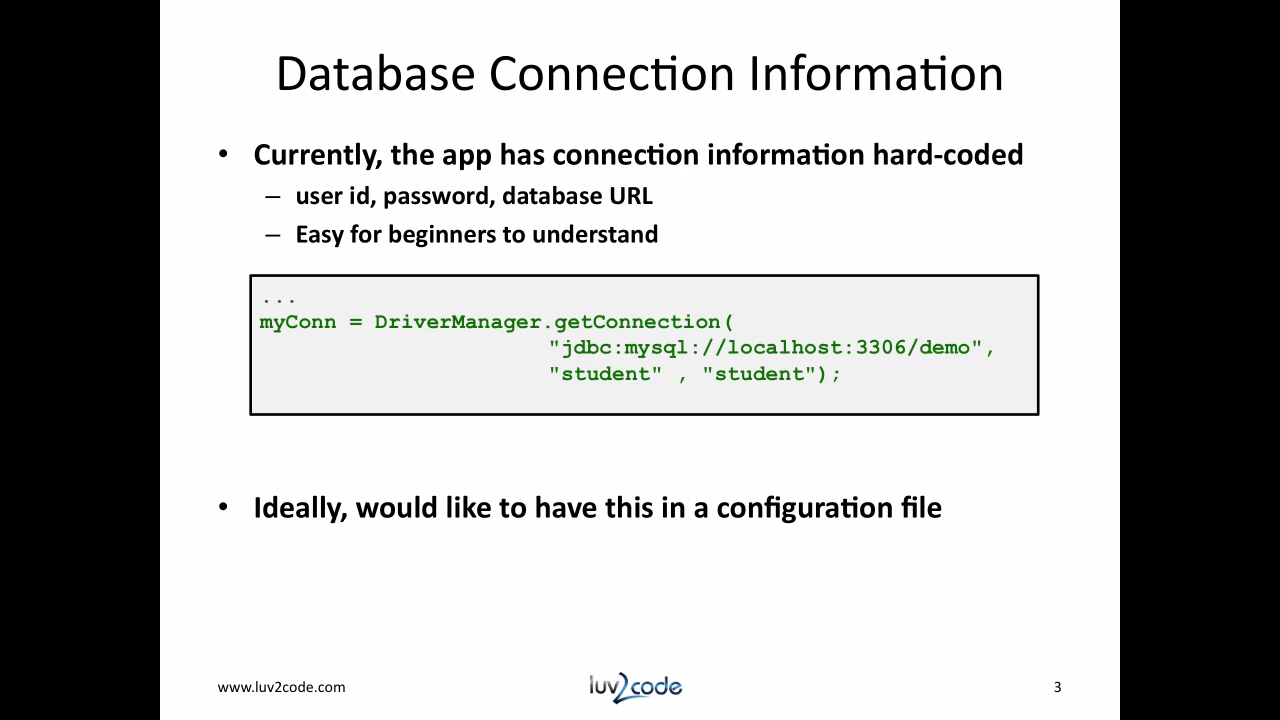 Database Connection Information
• Currently, the app has connection information hard-coded
– user id, password, database URL
– Easy for beginners to understand
...
myConn = DriverManager.getConnection(
"jdbc:mysql://localhost:3306/demo",
"student" , "student");
• Ideally, would like to have this in a configuration file
www.luv2code.com
luv2code
3